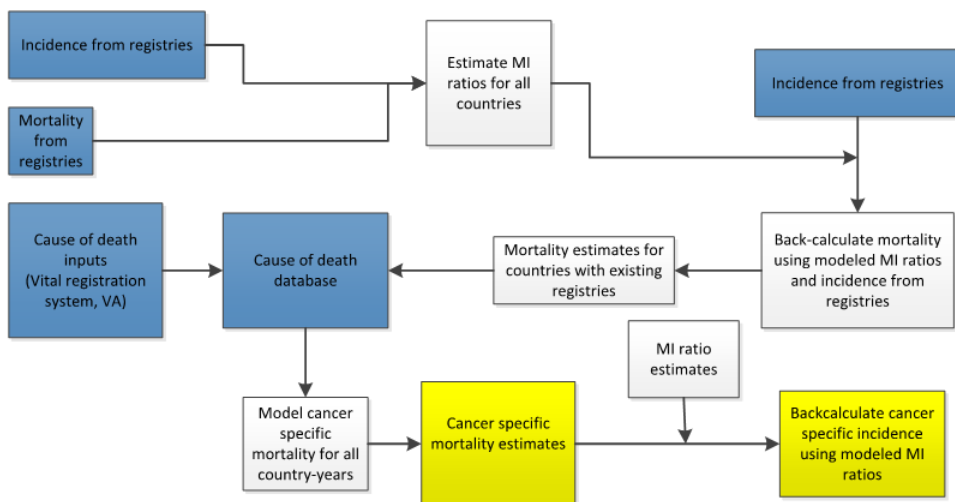 Incidence from registries
Estimate MI
ratios for all
countries
Incidence from registries
Mortality
from
registries
Cause of death
inputs
(Vital registration
system, VA)
Cause of death
database
Mortality estimates for
countries with existing
registries
Back-calculate mortality
using modeled MI ratios
and incidence from
registries
MI ratio
estimates
Model cancer
specific
mortality for all
country-years
Cancer specific
mortality estimates
Backcalculate cancer
specific incidence
using modeled MI
ratios